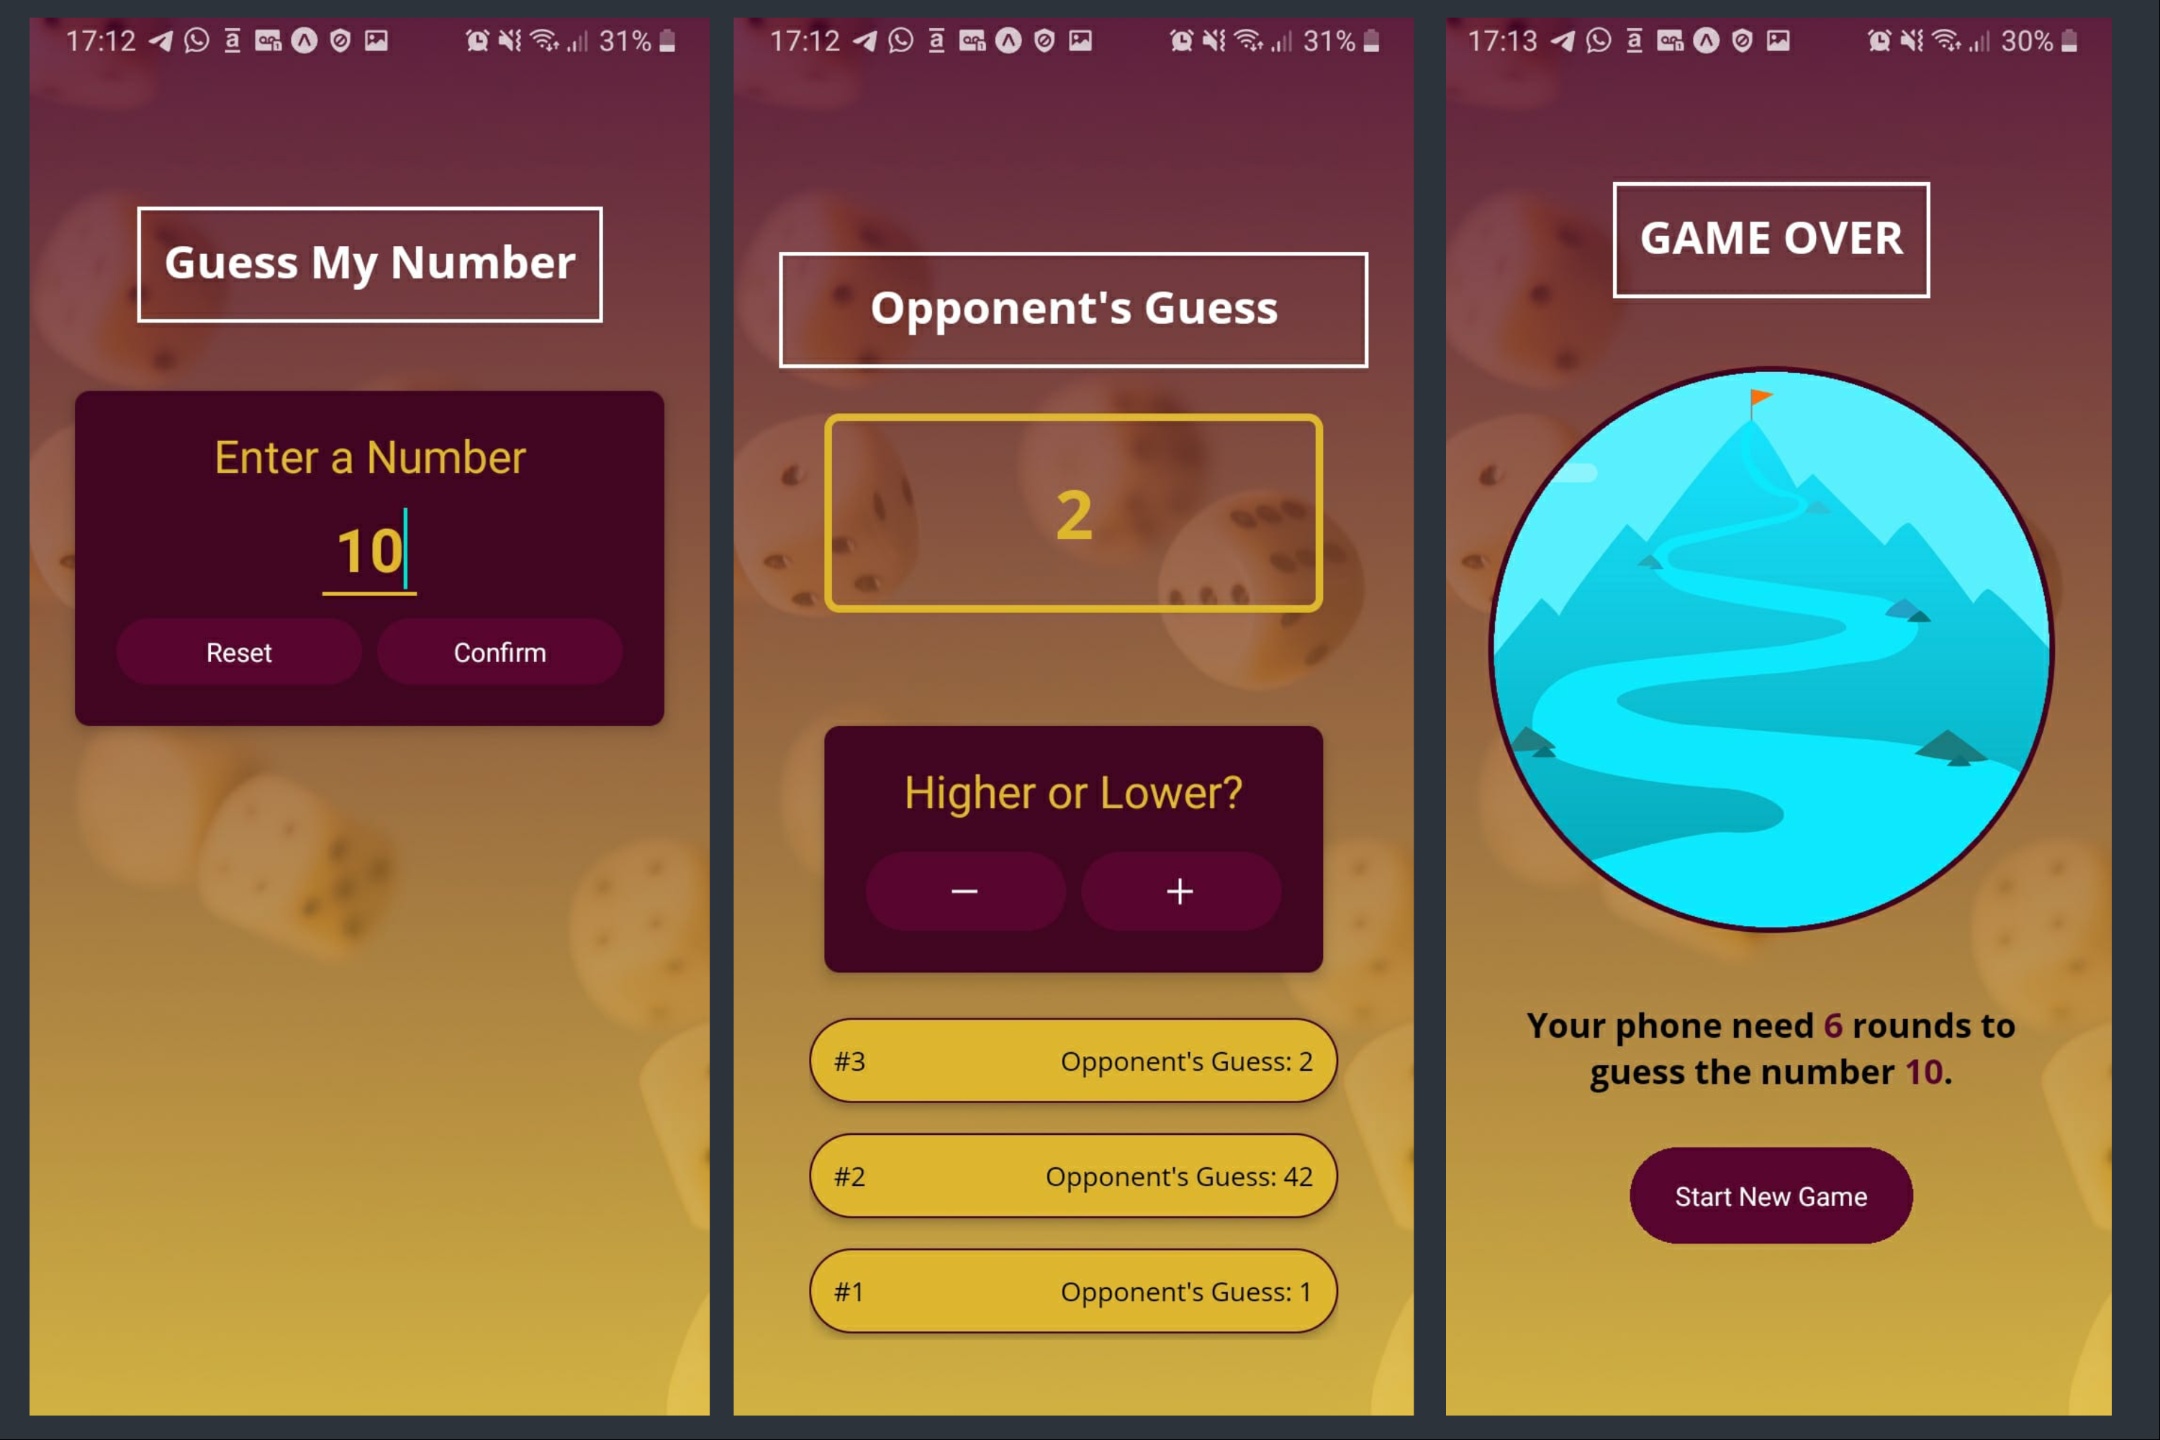 17:12
31%
Guess My Number
Enter a Number
10
Reset
Confirm
17:12
31%
Opponent's Guess
2
Higher or Lower?
#3 Opponent's Guess: 2
#2 Opponent's Guess: 42
#1 Opponent's Guess: 1
17:13
30%
GAME OVER
Your phone need 6 rounds to
guess the number 10.
Start New Game